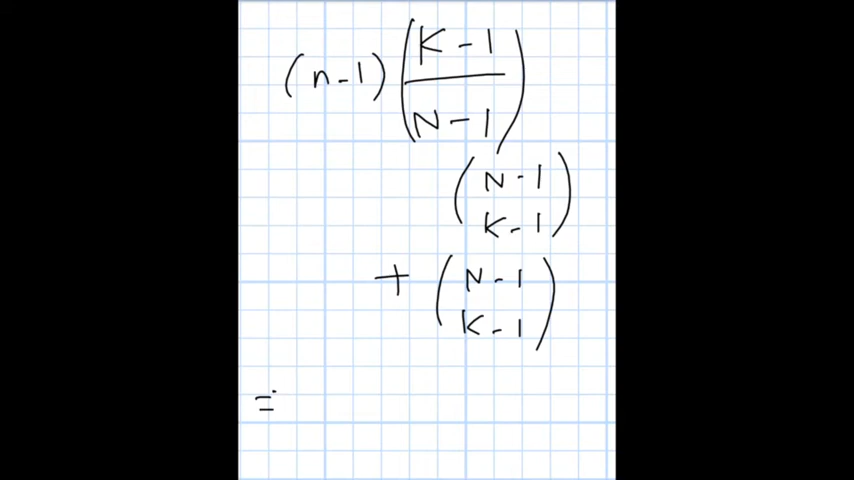 (n-1) (K-1 / N-1)
(N-1
K-1)
+ (N-1
K-1)
=